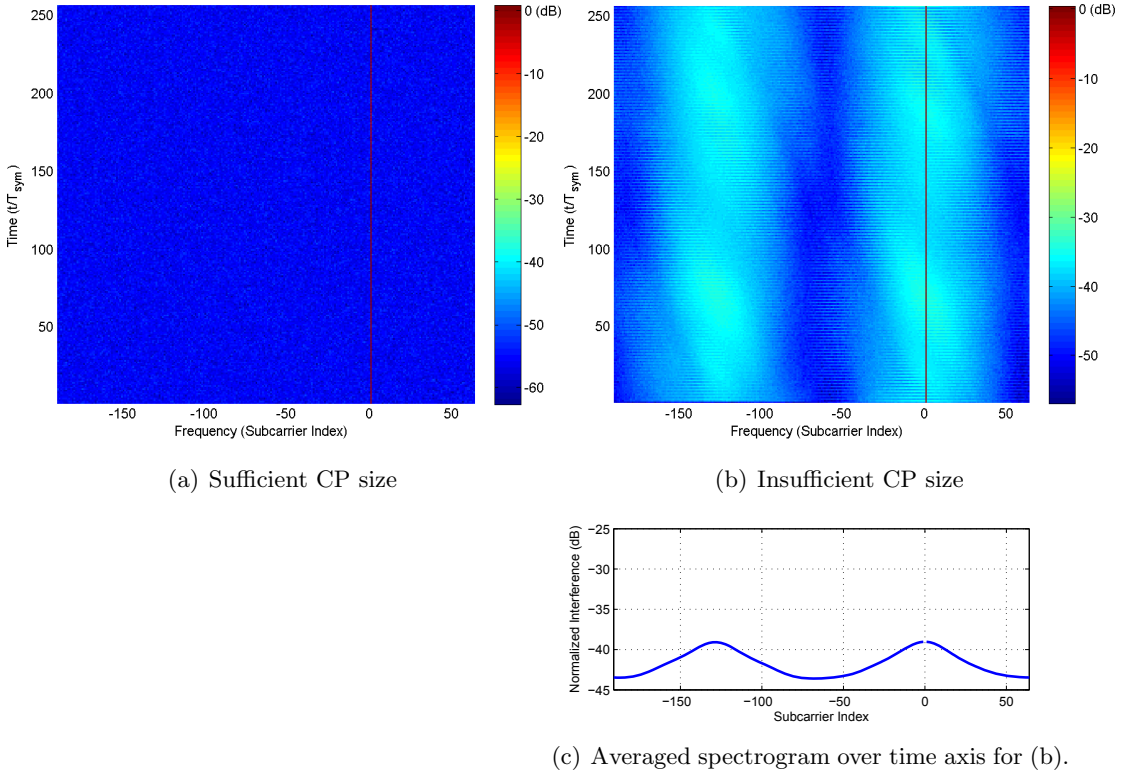 250
200
150
100
50
Time (t/T_sym)
-150 -100 -50 0 50
Frequency (Subcarrier Index)
0 (dB)
-10
-20
-30
-40
-50
-60
(a) Sufficient CP size
250
200
150
100
50
Time (t/T_sym)
-150 -100 -50 0 50
Frequency (Subcarrier Index)
0 (dB)
-10
-20
-30
-40
-50
(b) Insufficient CP size
Normalized Interference (dB)
−25
−30
−35
−40
−45
−150 −100 −50 0 50
Subcarrier Index
(c) Averaged spectrogram over time axis for (b).